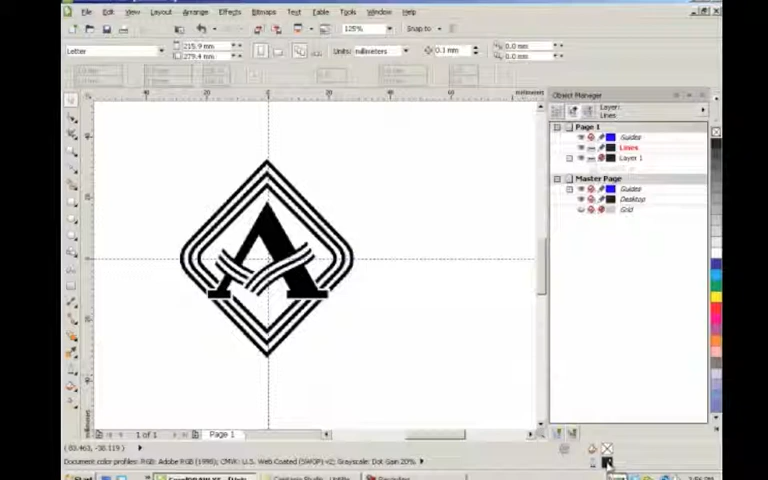 File Edit View Layout Arrange Effects Bitmaps Text Table Tools Window Help
125% Snap to
Letter 215.9 mm 279.4 mm Units: millimeters 0.1 mm 0.0 mm 0.0 mm
millimeters
Object Manager
Layer:
Lines
Page 1
Guides
Lines
Layer 1
Master Page
Guides
Desktop
Grid
A
1 of 1 Page 1
Document color profiles: RGB: Adobe RGB (1998); CMYK: U.S. Web Coated (SWOP) v2; Grayscale: Dot Gain 20%
Start